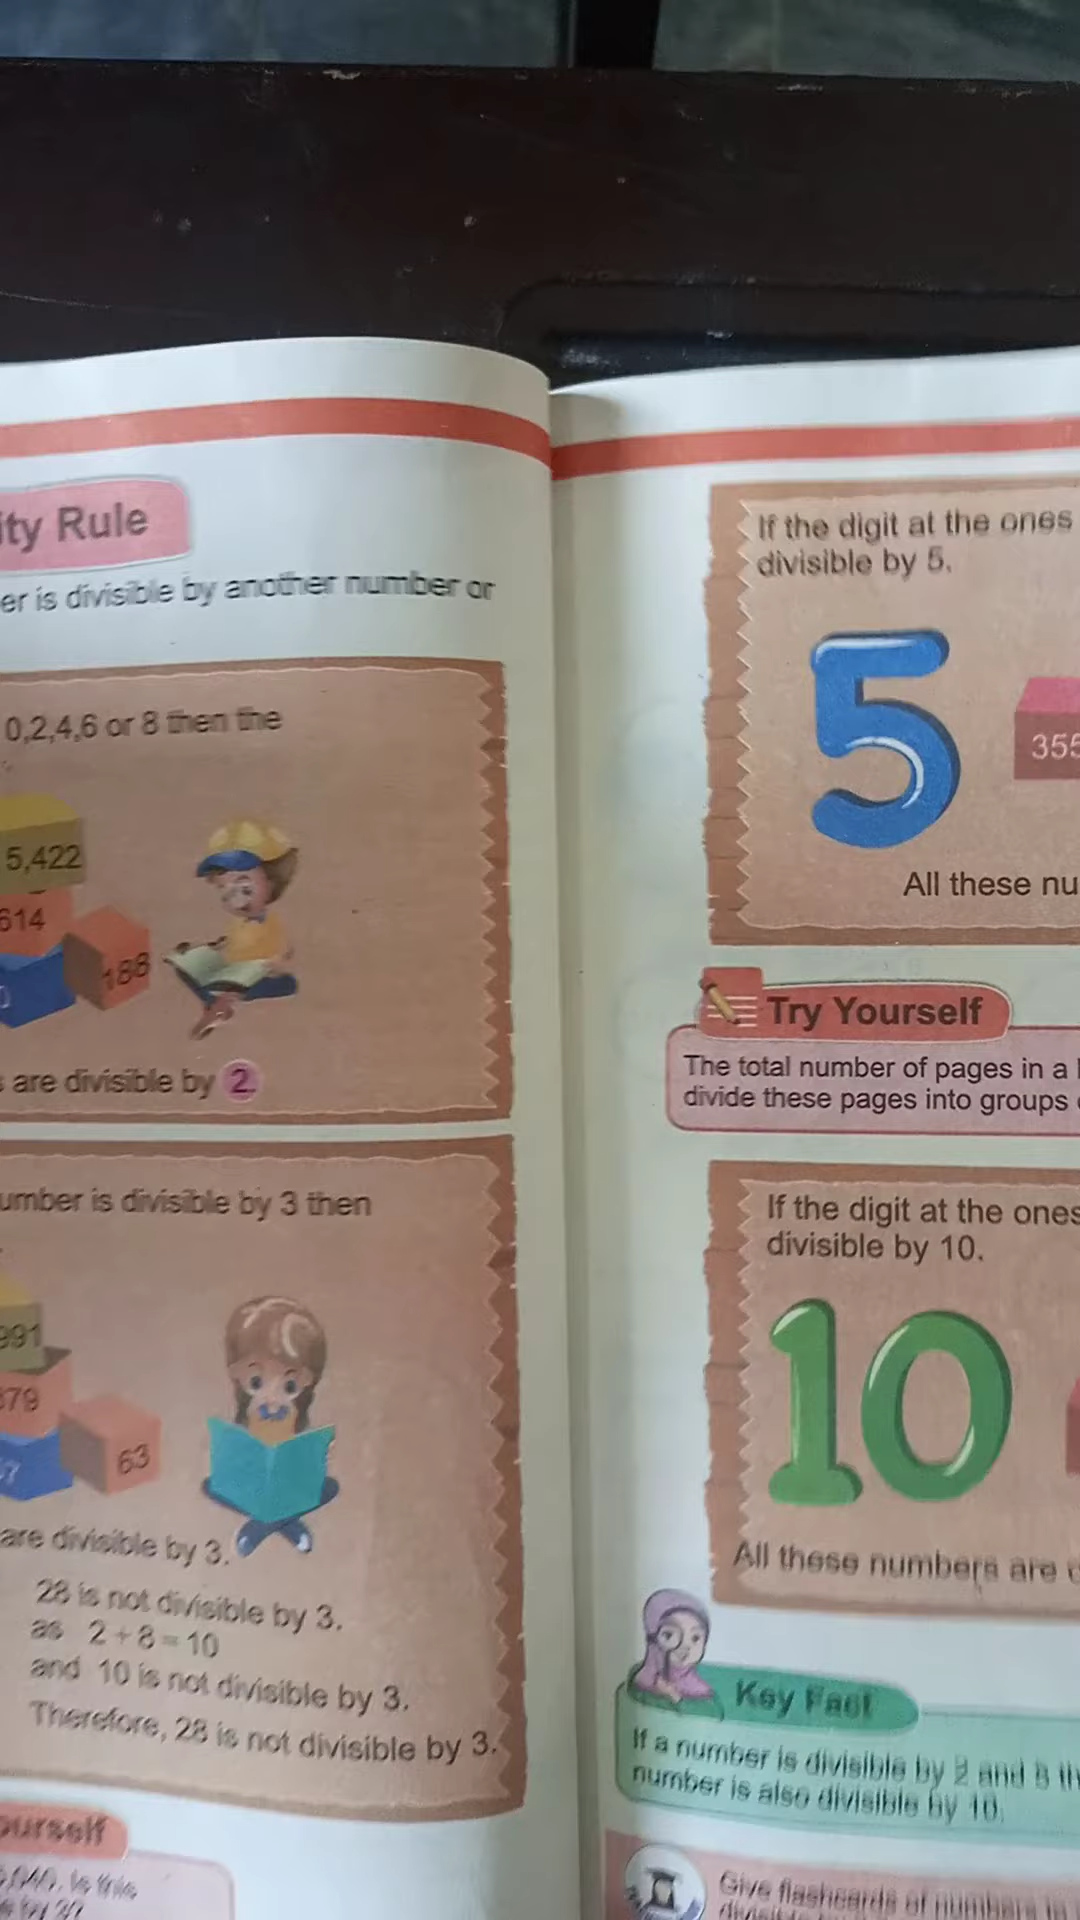 ity Rule
er is divisible by another number or
0,2,4,6 or 8 then the
5,422
614
188
are divisible by 2.
umber is divisible by 3 then
991
679
63
are divisible by 3.
28 is not divisible by 3.
as 2+8=10
and 10 is not divisible by 3.
Therefore, 28 is not divisible by 3.
ourself
If the digit at the ones
divisible by 5.
5
355
All these nu
Try Yourself
The total number of pages in a
divide these pages into groups
If the digit at the ones
divisible by 10.
10
All these numbers are
Key Fact
If a number is divisible by 2 and 5 th
number is also divisible by 10.
Give flashcards of numbers